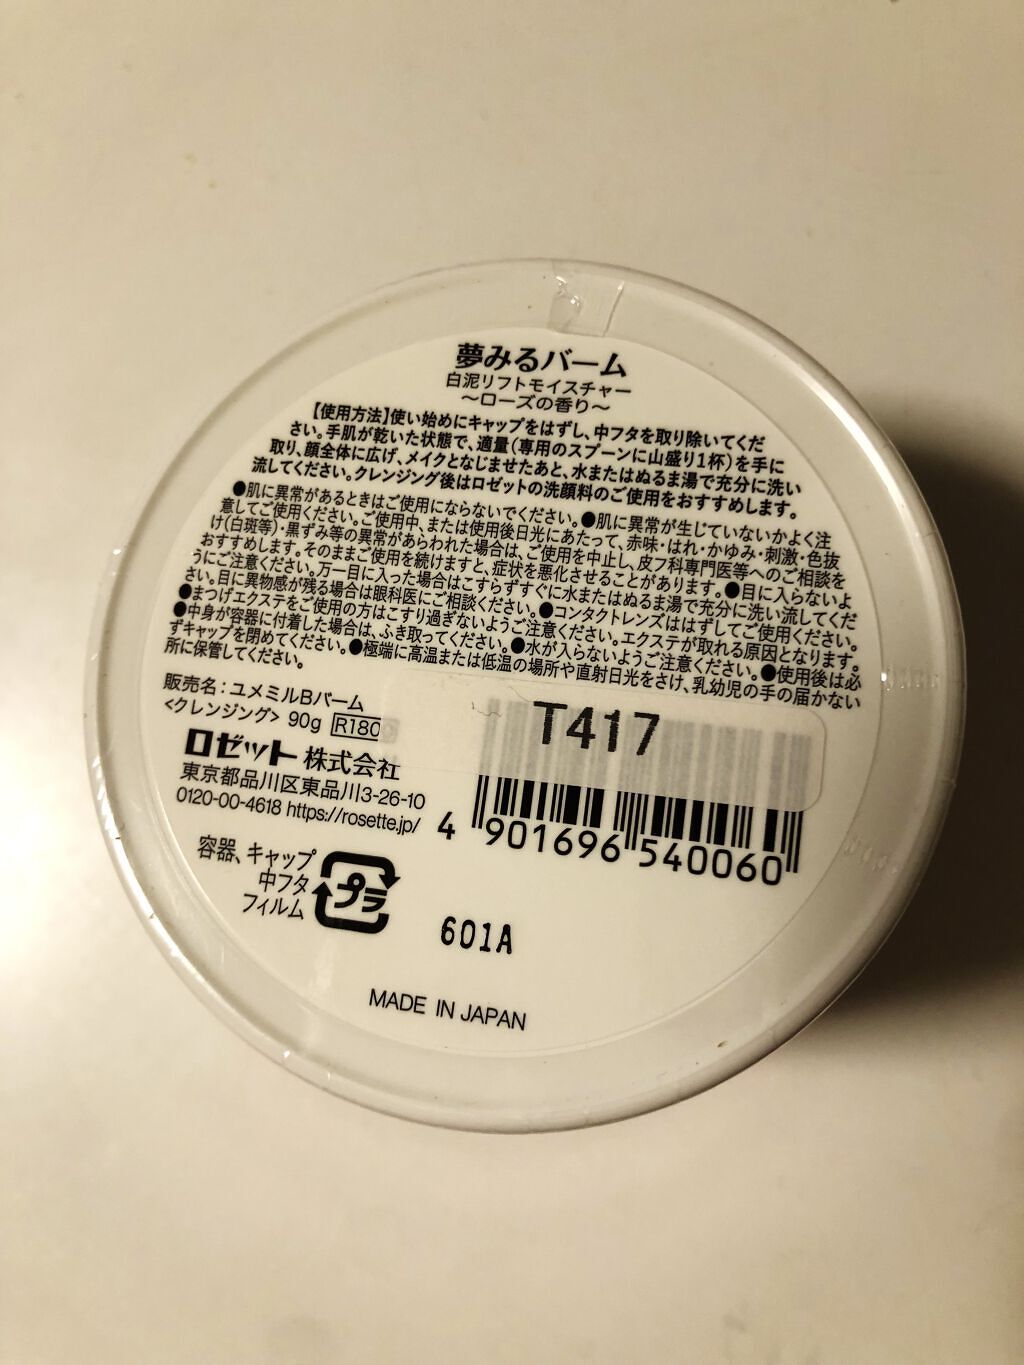 夢みるバーム
白泥リフトモイスチャー
～ローズの香り～
【使用方法】使い始めにキャップをはずし、中フタを取り除いてくだ
さい。手肌が乾いた状態で、適量(専用のスプーンに山盛り1杯)を手に
取り、顔全体に広げ、メイクとなじませたあと、水またはぬるま湯で充分に洗い
流してください。クレンジング後はロゼットの洗顔料のご使用をおすすめします。
●肌に異常があるときはご使用にならないでください。●肌に異常が生じていないかよく注
意してご使用ください。ご使用中、または使用後日光にあたって、赤味・はれ・かゆみ・刺激・色抜
け(白斑等)・黒ずみ等の異常があらわれた場合は、ご使用を中止し、皮フ科専門医等へのご相談を
おすすめします。そのままご使用を続けますと、症状を悪化させることがあります。●目に入らないよ
うにご注意ください。万一目に入った場合はこすらずすぐに水またはぬるま湯で充分に洗い流してくだ
さい。目に異物感が残る場合は眼科医にご相談ください。●コンタクトレンズははずしてご使用ください。
●まつげエクステをご使用の方はこすり過ぎないようご注意ください。エクステが取れる原因となります。
●中身が容器に付着した場合は、ふき取ってください。●水が入らないようご注意ください。●使用後は必
ずキャップを閉めてください。●極端に高温または低温の場所や直射日光をさけ、乳幼児の手の届かない
所に保管してください。
販売名：ユメミルBバーム
<クレンジング> 90g R180
T417
ロゼット株式会社
東京都品川区東品川3-26-10
0120-00-4618 https://rosette.jp/
4 901696 540060
容器、キャップ
中フタ
フィルム
プラ
601A
MADE IN JAPAN